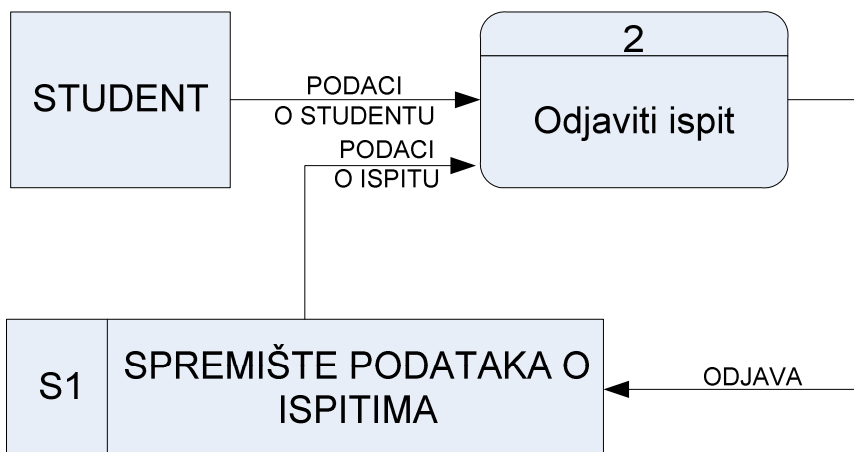 STUDENT
PODACI
O STUDENTU
2
Odjaviti ispit
PODACI
O ISPITU
S1
SPREMIŠTE PODATAKA O
ISPITIMA
ODJAVA